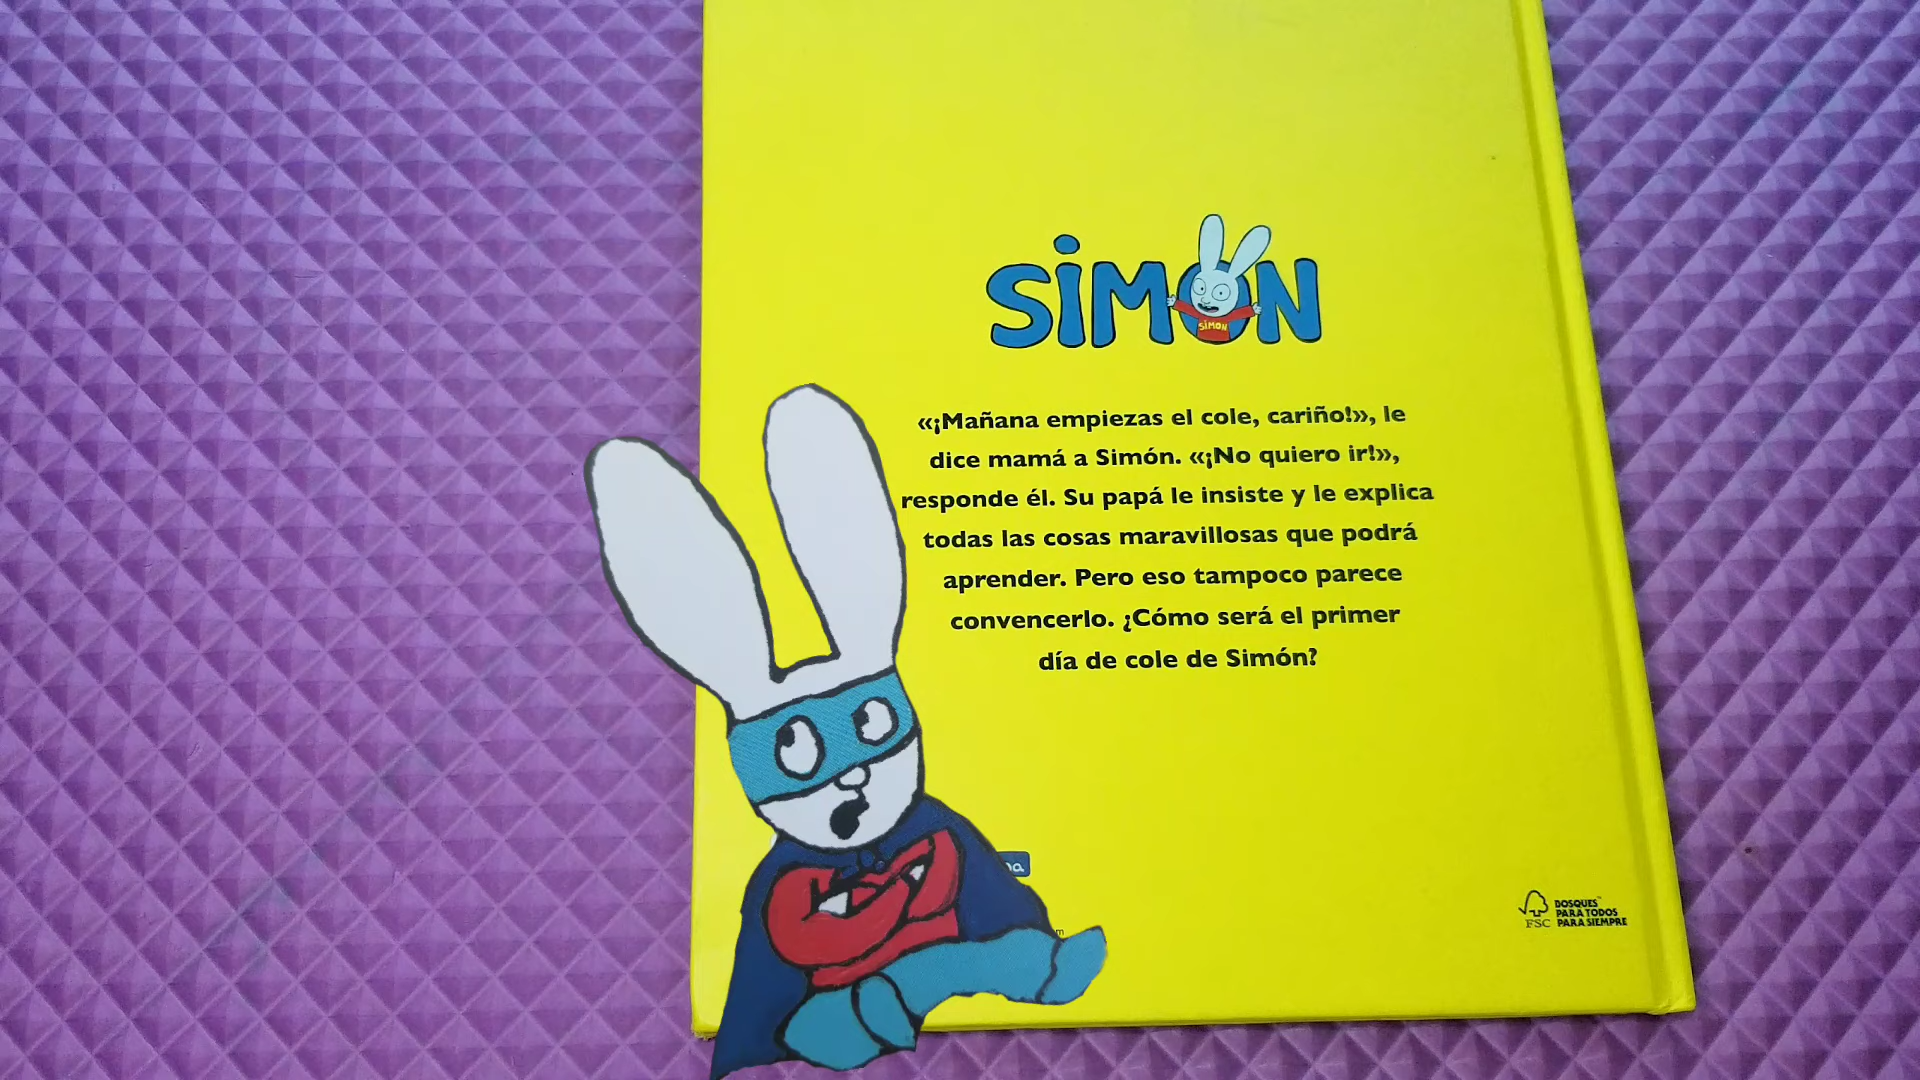 SIMON
SIMON
«¡Mañana empiezas el cole, cariño!», le
dice mamá a Simón. «¡No quiero ir!»,
responde él. Su papá le insiste y le explica
todas las cosas maravillosas que podrá
aprender. Pero eso tampoco parece
convencerlo. ¿Cómo será el primer
día de cole de Simón?
FSC
BOSQUES™
PARA TODOS
PARA SIEMPRE